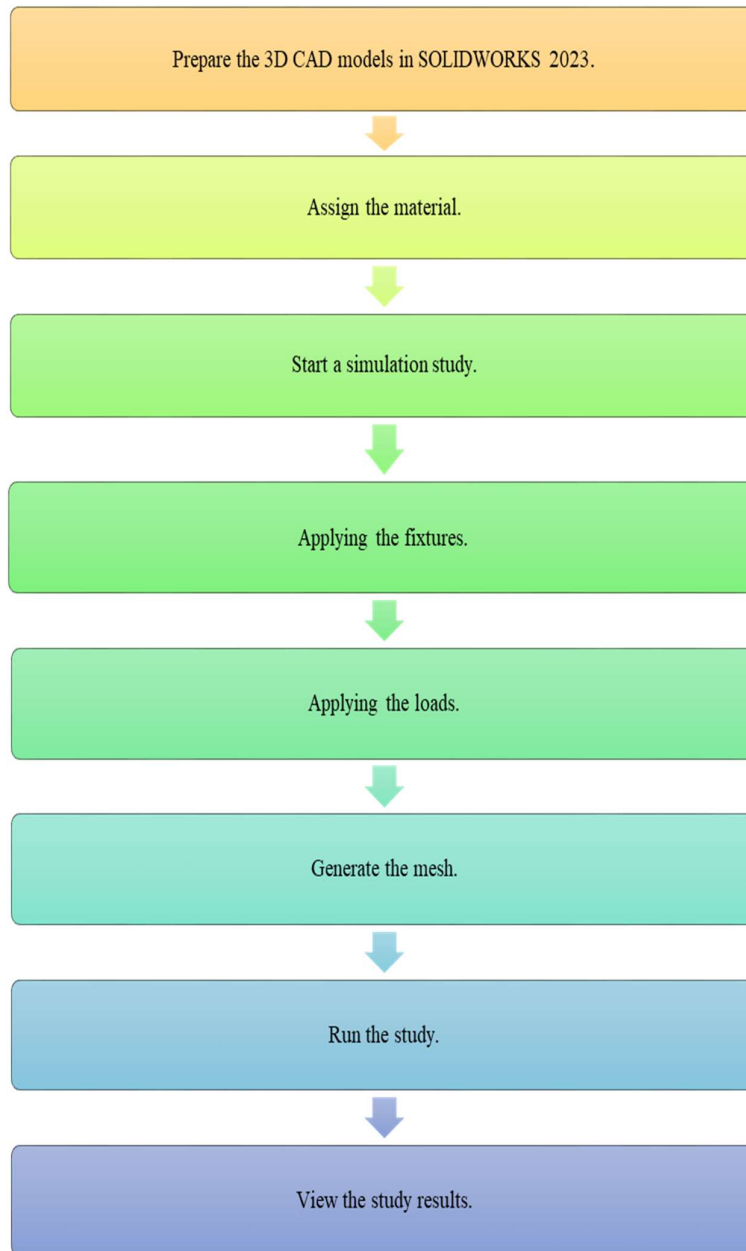 Prepare the 3D CAD models in SOLIDWORKS 2023.
Assign the material.
Start a simulation study.
Applying the fixtures.
Applying the loads.
Generate the mesh.
Run the study.
View the study results.